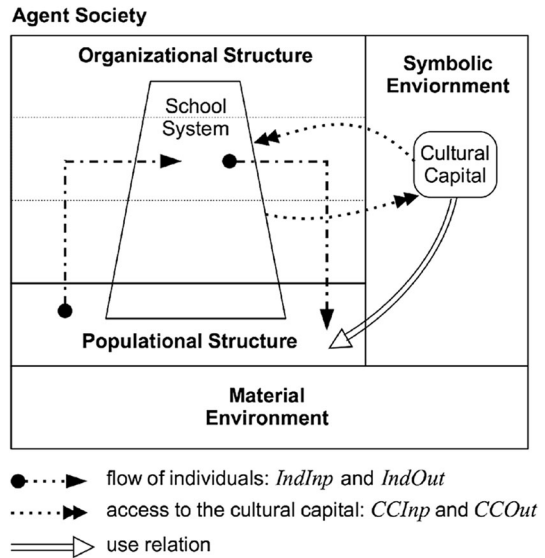 Agent Society
Organizational Structure
School
System
Symbolic
Enviornment
Cultural
Capital
Populational Structure
Material
Environment
flow of individuals: IndInp and IndOut
access to the cultural capital: CCInp and CCOut
use relation